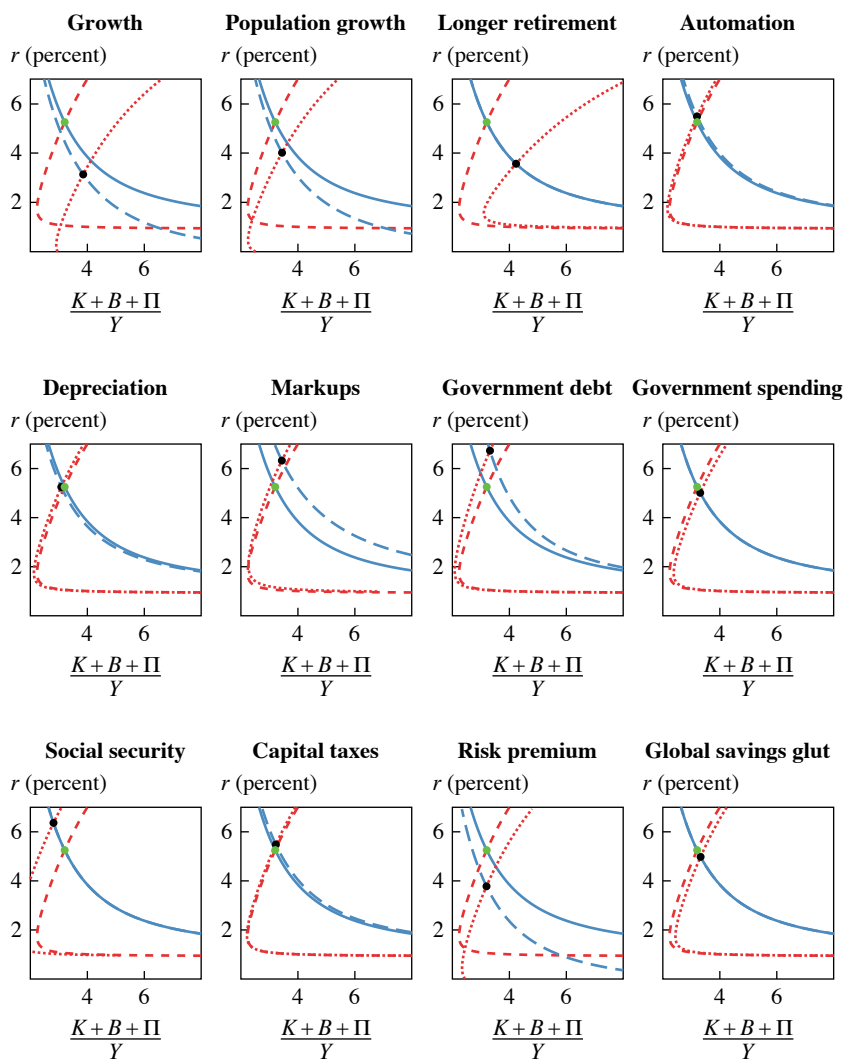 Growth Population growth Longer retirement Automation
r (percent) r (percent) r (percent) r (percent)
6 6 6 6
4 4 4 4
2 2 2 2
4 6 4 6 4 6 4 6
K + B + Π K + B + Π K + B + Π K + B + Π
Y Y Y Y
Depreciation Markups Government debt Government spending
r (percent) r (percent) r (percent) r (percent)
6 6 6 6
4 4 4 4
2 2 2 2
4 6 4 6 4 6 4 6
K + B + Π K + B + Π K + B + Π K + B + Π
Y Y Y Y
Social security Capital taxes Risk premium Global savings glut
r (percent) r (percent) r (percent) r (percent)
6 6 6 6
4 4 4 4
2 2 2 2
4 6 4 6 4 6 4 6
K + B + Π K + B + Π K + B + Π K + B + Π
Y Y Y Y